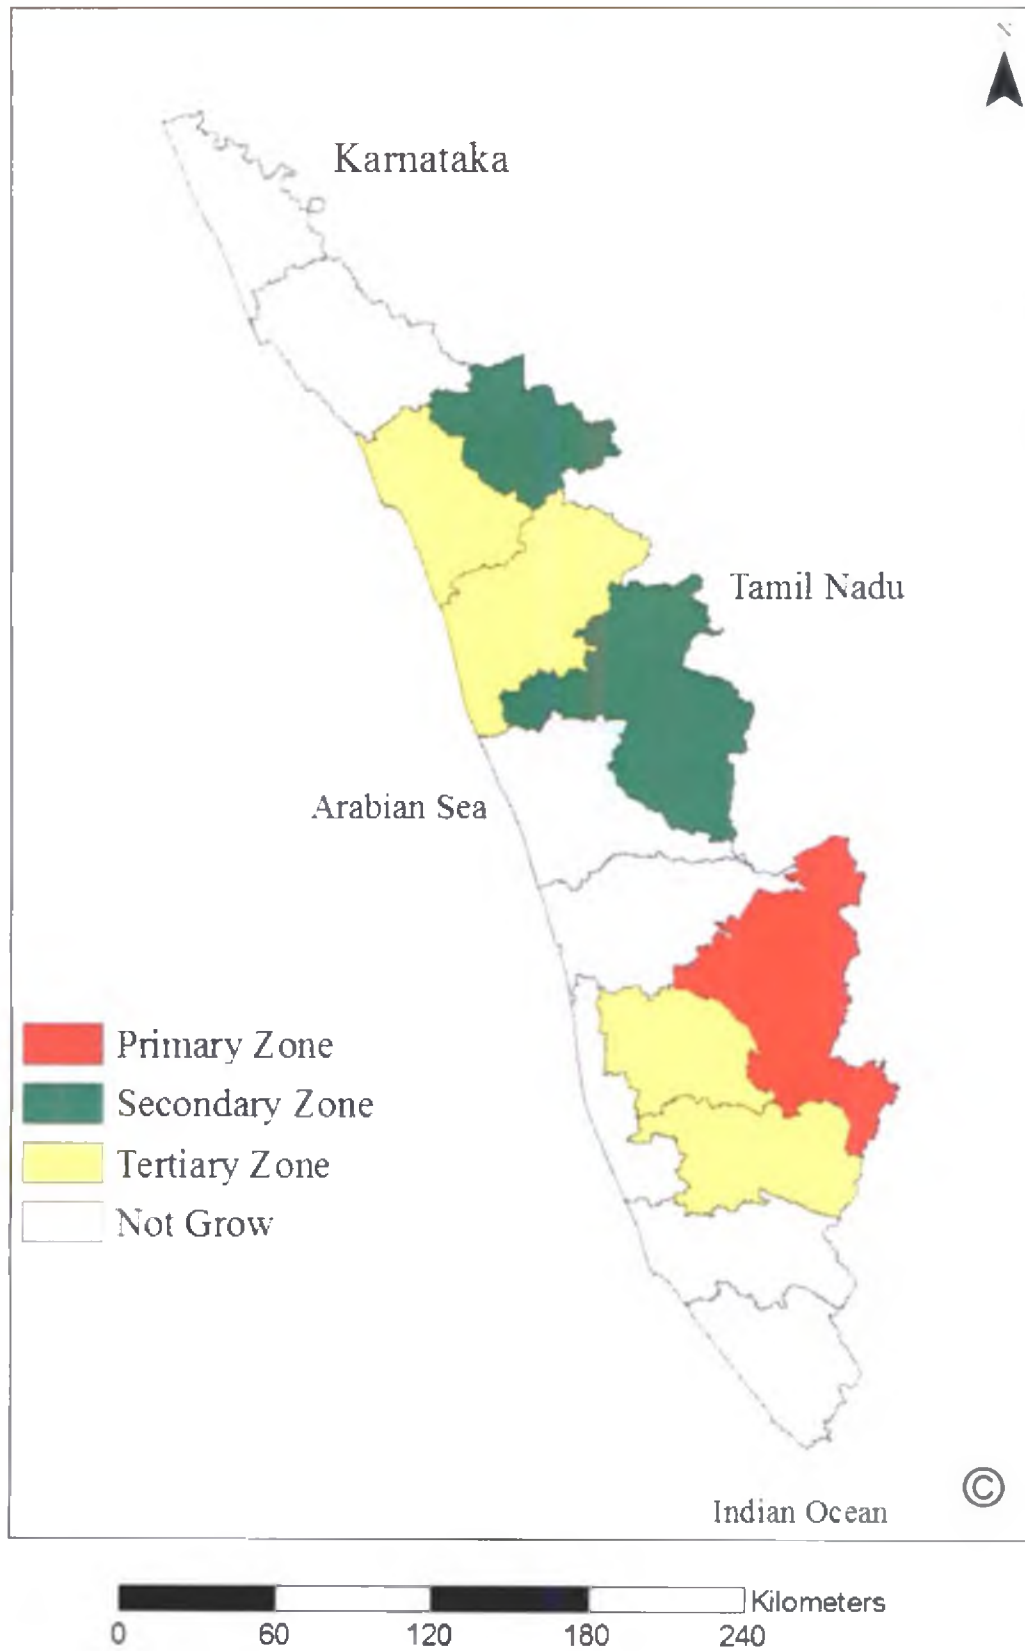 N
Karnataka
Tamil Nadu
Arabian Sea
Primary Zone
Secondary Zone
Tertiary Zone
Not Grow
©
Indian Ocean
Kilometers
0 60 120 180 240